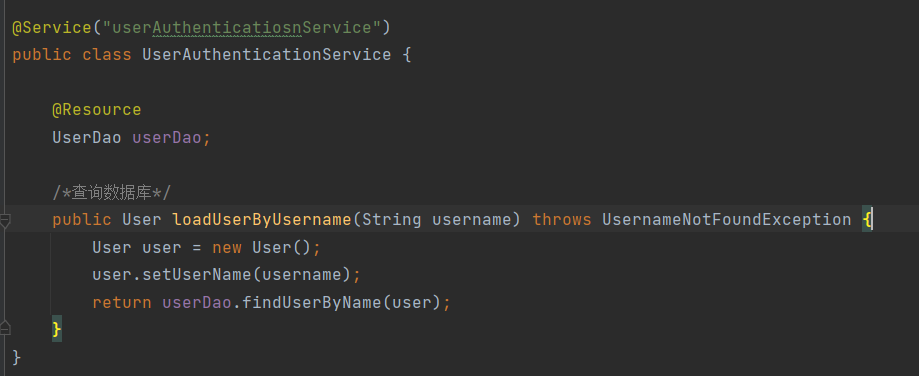 @Service("userAuthenticatiosnService")
public class UserAuthenticationService {
@Resource
UserDao userDao;
/*查询数据库*/
public User loadUserByUsername(String username) throws UsernameNotFoundException {
User user = new User();
user.setUserName(username);
return userDao.findUserByName(user);
}
}